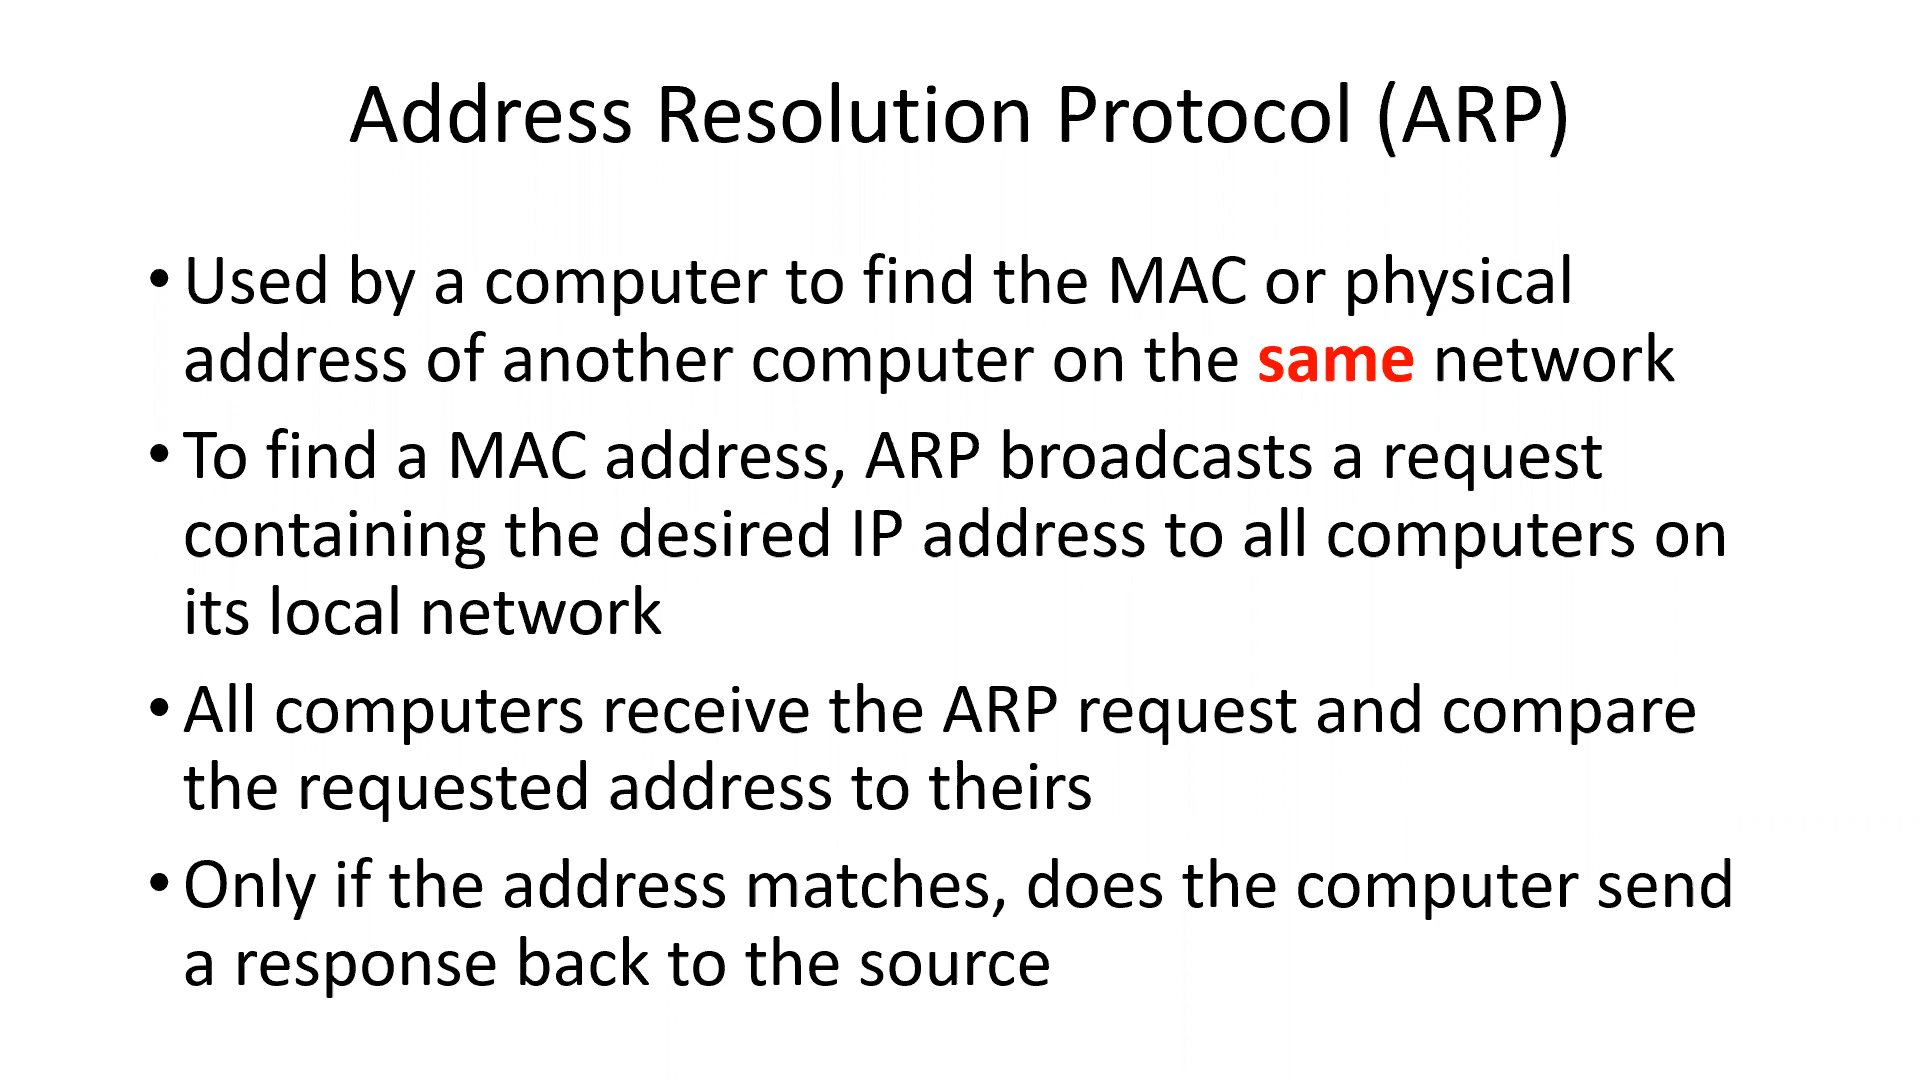 Address Resolution Protocol (ARP)
• Used by a computer to find the MAC or physical
address of another computer on the same network
• To find a MAC address, ARP broadcasts a request
containing the desired IP address to all computers on
its local network
• All computers receive the ARP request and compare
the requested address to theirs
• Only if the address matches, does the computer send
a response back to the source